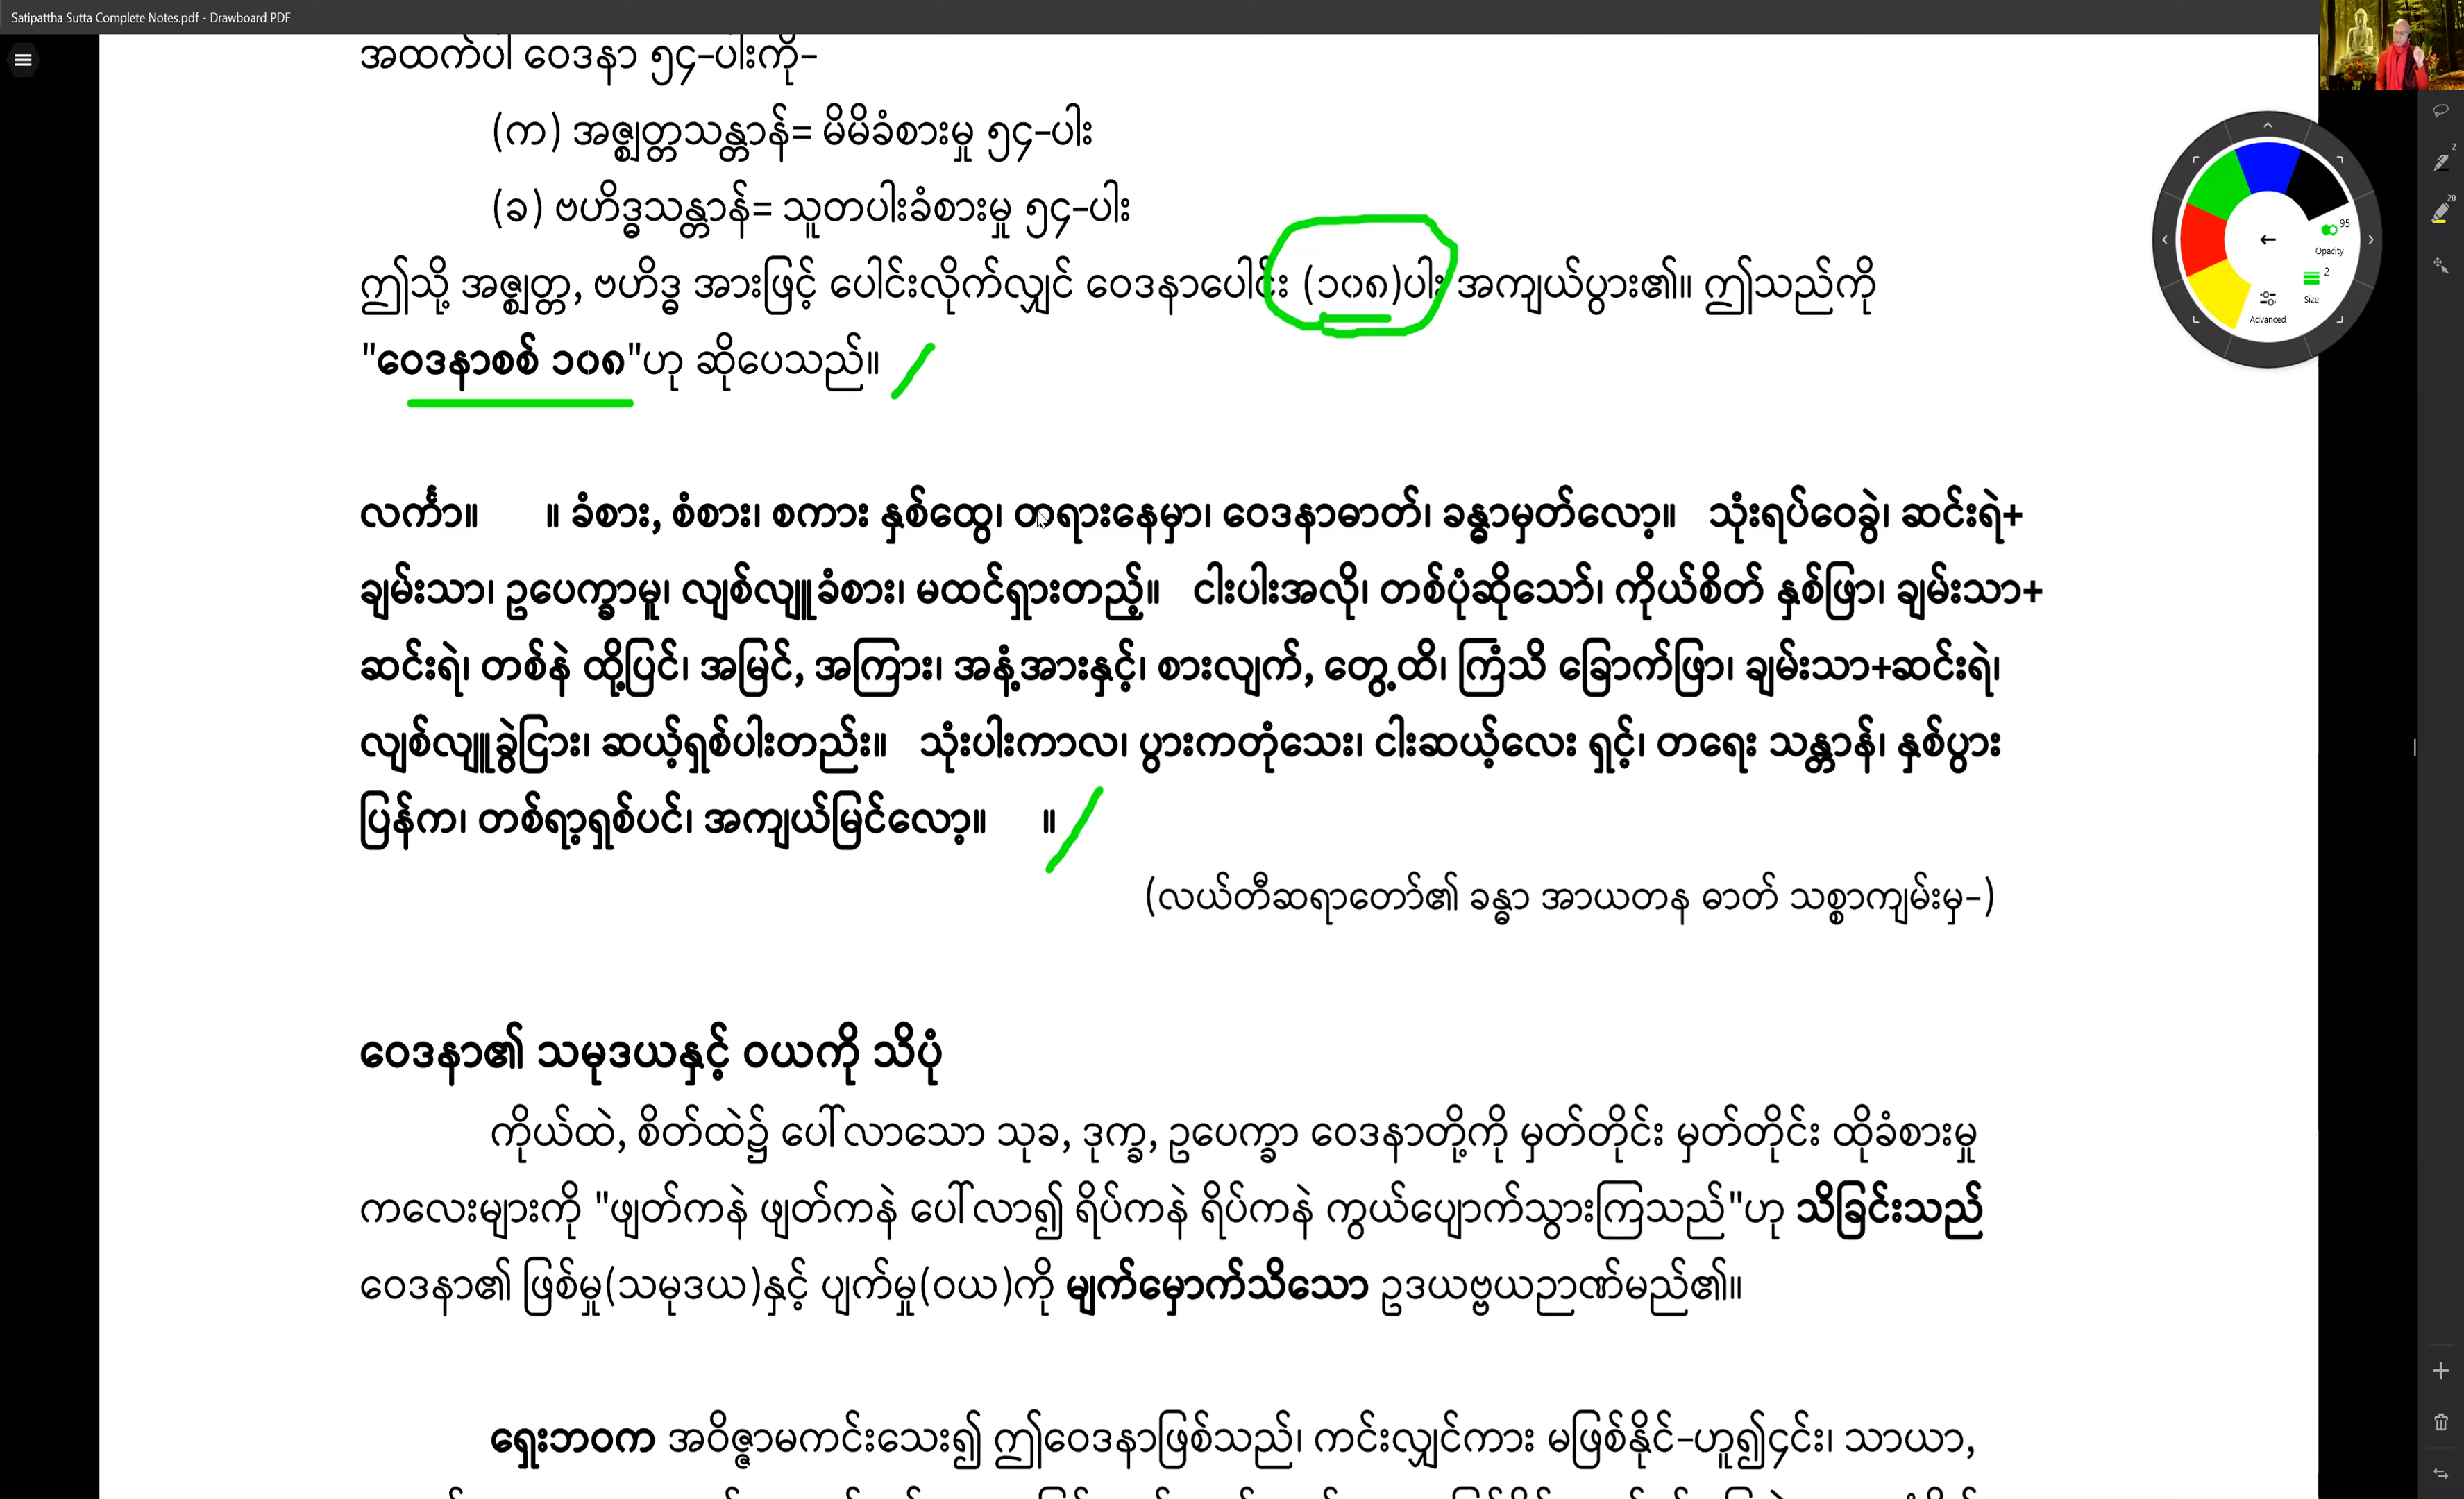 Satipattha Sutta Complete Notes.pdf - Drawboard PDF
အထက်ပါ ဝေဒနာ ၅၄-ပါးကို-
(က) အဇ္ဈတ္တသန္တာန်= မိမိခံစားမှု ၅၄-ပါး
(ခ) ဗဟိဒ္ဓသန္တာန်= သူတပါးခံစားမှု ၅၄-ပါး
ဤသို့ အဇ္ဈတ္တ, ဗဟိဒ္ဓ အားဖြင့် ပေါင်းလိုက်လျှင် ဝေဒနာပေါင်း (၁၀၈)ပါး အကျယ်ပွား၏။ ဤသည်ကို
"ဝေဒနာစစ် ၁၀၈"ဟု ဆိုပေသည်။
လင်္ကာ။ ။ ခံစား, စံစား၊ စကား နှစ်ထွေ၊ တရားနေမှာ၊ ဝေဒနာဓာတ်၊ ခန္ဓာမှတ်လော့။ သုံးရပ်ဝေခွဲ၊ ဆင်းရဲ+
ချမ်းသာ၊ ဥပေက္ခာမူ၊ လျစ်လျူခံစား၊ မထင်ရှားတည့်။ ငါးပါးအလို၊ တစ်ပုံဆိုသော်၊ ကိုယ်စိတ် နှစ်ဖြာ၊ ချမ်းသာ+
ဆင်းရဲ၊ တစ်နဲ ထို့ပြင်၊ အမြင်, အကြား၊ အနံ့အားနှင့်၊ စားလျက်, တွေ့ထိ၊ ကြံသိ ခြောက်ဖြာ၊ ချမ်းသာ+ဆင်းရဲ၊
လျစ်လျူခွဲငြား၊ ဆယ့်ရှစ်ပါးတည်း။ သုံးပါးကာလ၊ ပွားကတုံသေး၊ ငါးဆယ့်လေး ရှင့်၊ တရေး သန္တာန်၊ နှစ်ပွား
ပြန်က၊ တစ်ရာ့ရှစ်ပင်၊ အကျယ်မြင်လော့။ ။
(လယ်တီဆရာတော်၏ ခန္ဓာ အာယတန ဓာတ် သစ္စာကျမ်းမှ-)
ဝေဒနာ၏ သမုဒယနှင့် ဝယကို သိပုံ
ကိုယ်ထဲ, စိတ်ထဲ၌ ပေါ်လာသော သုခ, ဒုက္ခ, ဥပေက္ခာ ဝေဒနာတို့ကို မှတ်တိုင်း မှတ်တိုင်း ထိုခံစားမှု
ကလေးများကို "ဖျတ်ကနဲ ဖျတ်ကနဲ ပေါ်လာ၍ ရိပ်ကနဲ ရိပ်ကနဲ ကွယ်ပျောက်သွားကြသည်"ဟု သိခြင်းသည်
ဝေဒနာ၏ ဖြစ်မှု(သမုဒယ)နှင့် ပျက်မှု(ဝယ)ကို မျက်မှောက်သိသော ဥဒယဗ္ဗယဉာဏ်မည်၏။
ရှေးဘဝက အဝိဇ္ဇာမကင်းသေး၍ ဤဝေဒနာဖြစ်သည်၊ ကင်းလျှင်ကား မဖြစ်နိုင်-ဟူ၍၎င်း၊ သာယာ,
95
Opacity
2
Size
Advanced
2
20